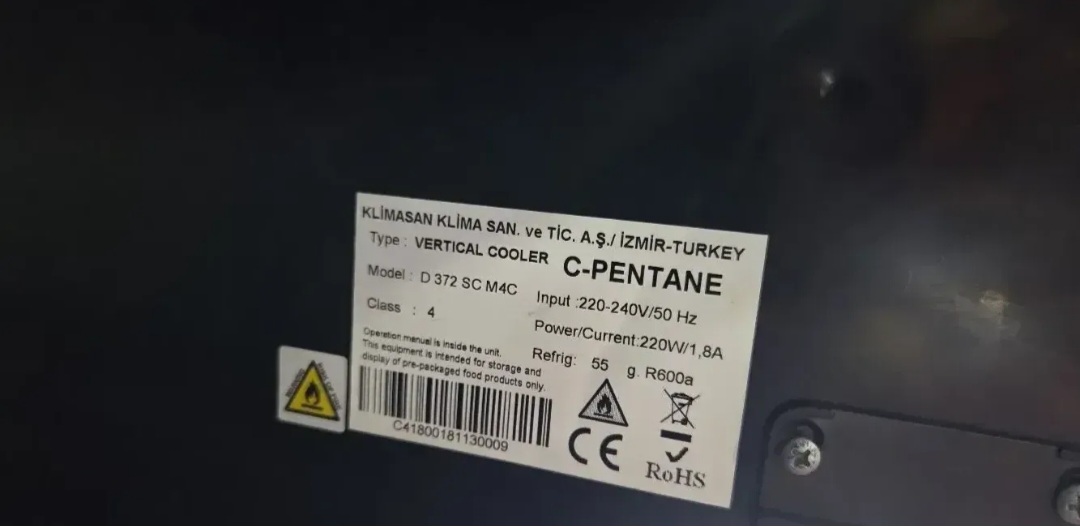 KLİMASAN KLİMA SAN. ve TİC. A.Ş./ İZMİR-TURKEY
Type : VERTICAL COOLER C-PENTANE
Model : D 372 SC M4C
Input :220-240V/50 Hz
Class : 4
Power/Current:220W/1,8A
Operation manual is inside the unit.
This equipment is intended for storage and
display of pre-packaged food products only.
Refrig: 55 g. R600a
C41800181130009
CE
RoHS